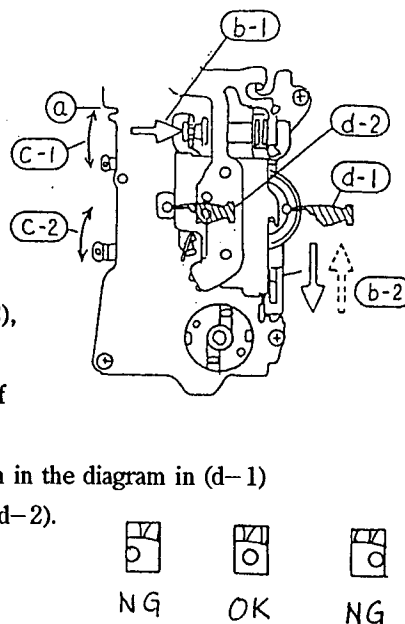 b-1
a
C-1
d-2
d-1
C-2
b-2
),
f
n in the diagram in (d-1)
d-2).
NG OK NG